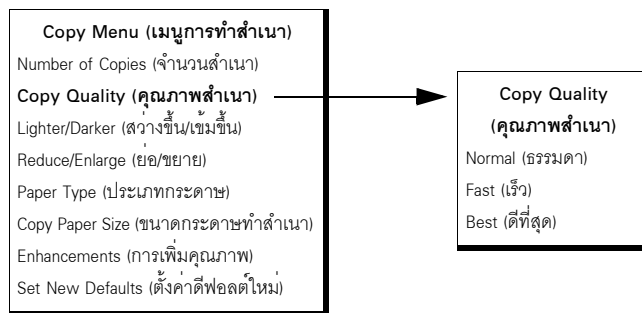 Copy Menu (เมนูการทำสำเนา)
Number of Copies (จำนวนสำเนา)
Copy Quality (คุณภาพสำเนา)
Lighter/Darker (สว่างขึ้น/เข้มขึ้น)
Reduce/Enlarge (ย่อ/ขยาย)
Paper Type (ประเภทกระดาษ)
Copy Paper Size (ขนาดกระดาษทำสำเนา)
Enhancements (การเพิ่มคุณภาพ)
Set New Defaults (ตั้งค่าดีฟอลต์ใหม่)
Copy Quality
(คุณภาพสำเนา)
Normal (ธรรมดา)
Fast (เร็ว)
Best (ดีที่สุด)